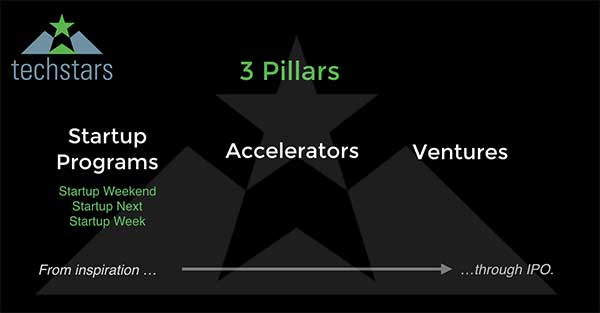 techstars
3 Pillars
Startup
Programs
Startup Weekend
Startup Next
Startup Week
Accelerators
Ventures
From inspiration …
…through IPO.